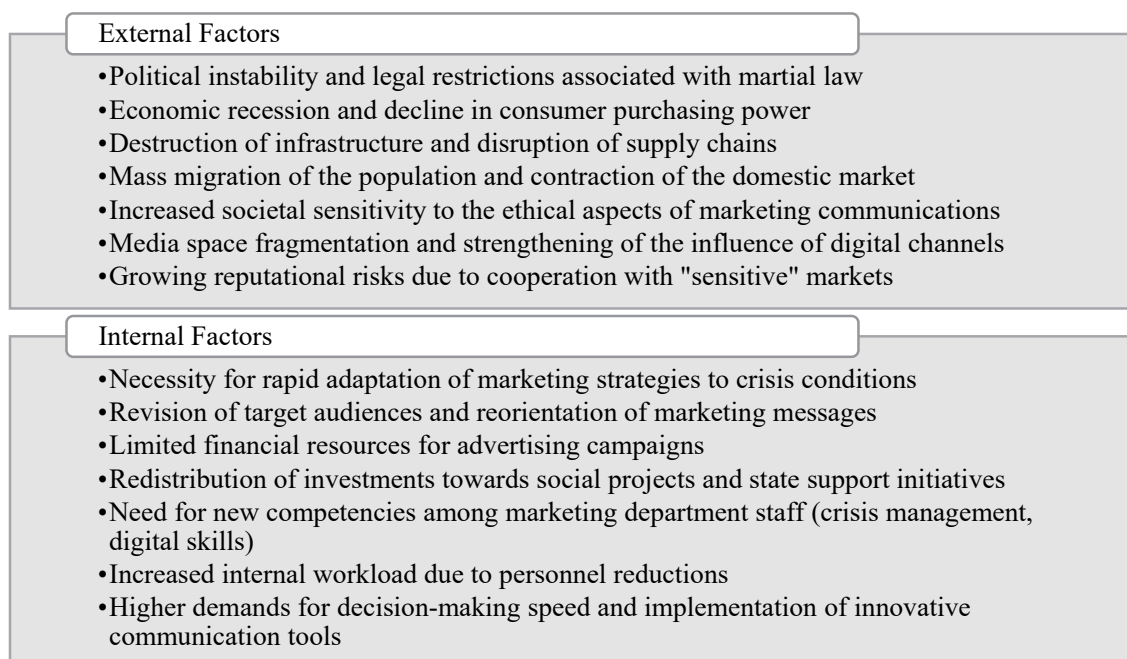 External Factors
•Political instability and legal restrictions associated with martial law
•Economic recession and decline in consumer purchasing power
•Destruction of infrastructure and disruption of supply chains
•Mass migration of the population and contraction of the domestic market
•Increased societal sensitivity to the ethical aspects of marketing communications
•Media space fragmentation and strengthening of the influence of digital channels
•Growing reputational risks due to cooperation with "sensitive" markets
Internal Factors
•Necessity for rapid adaptation of marketing strategies to crisis conditions
•Revision of target audiences and reorientation of marketing messages
•Limited financial resources for advertising campaigns
•Redistribution of investments towards social projects and state support initiatives
•Need for new competencies among marketing department staff (crisis management,
digital skills)
•Increased internal workload due to personnel reductions
•Higher demands for decision-making speed and implementation of innovative
communication tools